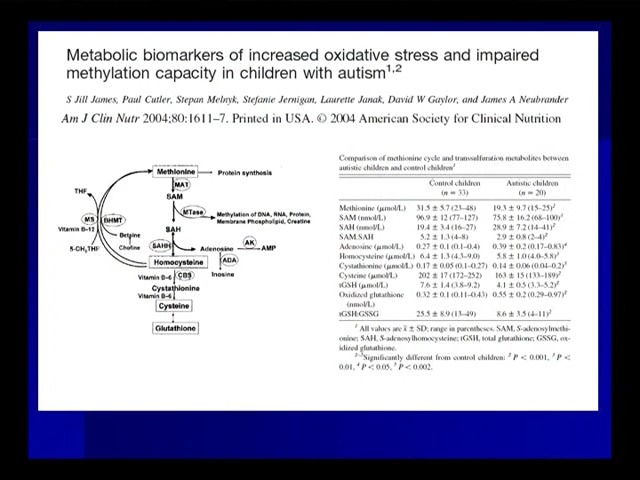 Metabolic biomarkers of increased oxidative stress and impaired
methylation capacity in children with autism1,2
S Jill James, Paul Cutler, Stepan Melnyk, Stefanie Jernigan, Laurette Janak, David W Gaylor, and James A Neubrander
Am J Clin Nutr 2004;80:1611–7. Printed in USA. © 2004 American Society for Clinical Nutrition
Methionine
Protein synthesis
MAT
THF
SAM
MTase
Methylation of DNA, RNA, Protein,
Membrane Phospholipid, Creatine
MS
BHMT
Vitamin B-12
Betaine
SAH
5-CH3THF
Choline
SAHH
Adenosine
AK
AMP
Homocysteine
ADA
Vitamin B-6
CBS
Inosine
Cystathionine
Vitamin B-6
Cysteine
Glutathione
Comparison of methionine cycle and transsulfuration metabolites between
autistic children and control children1
Control children
(n = 33)
Autistic children
(n = 20)
Methionine (μmol/L) 31.5 ± 5.7 (23–48) 19.3 ± 9.7 (15–25)2
SAM (nmol/L) 96.9 ± 12 (77–127) 75.8 ± 16.2 (68–100)3
SAH (nmol/L) 19.4 ± 3.4 (16–27) 28.9 ± 7.2 (14–41)2
SAM:SAH 5.2 ± 1.3 (4–8) 2.9 ± 0.8 (2–4)2
Adenosine (μmol/L) 0.27 ± 0.1 (0.1–0.4) 0.39 ± 0.2 (0.17–0.83)4
Homocysteine (μmol/L) 6.4 ± 1.3 (4.3–9.0) 5.8 ± 1.0 (4.0–5.8)3
Cystathionine (μmol/L) 0.17 ± 0.05 (0.1–0.27) 0.14 ± 0.06 (0.04–0.2)5
Cysteine (μmol/L) 202 ± 17 (172–252) 163 ± 15 (133–189)2
tGSH (μmol/L) 7.6 ± 1.4 (3.8–9.2) 4.1 ± 0.5 (3.3–5.2)2
Oxidized glutathione 0.32 ± 0.1 (0.11–0.43) 0.55 ± 0.2 (0.29–0.97)2
(nmol/L)
tGSH:GSSG 25.5 ± 8.9 (13–49) 8.6 ± 3.5 (4–11)2
1 All values are x̄ ± SD; range in parentheses. SAM, S-adenosylmethi-
onine; SAH, S-adenosylhomocysteine; tGSH, total glutathione; GSSG, ox-
idized glutathione.
2–5 Significantly different from control children: 2 P < 0.001, 3 P <
0.01, 4 P < 0.05, 5 P < 0.002.